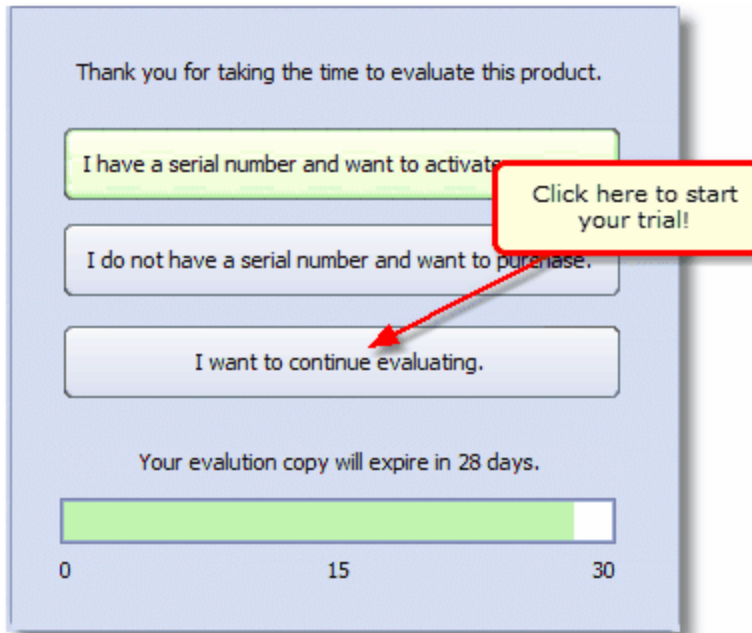 Thank you for taking the time to evaluate this product.
I have a serial number and want to activate
Click here to start
your trial!
I do not have a serial number and want to purchase.
I want to continue evaluating.
Your evalution copy will expire in 28 days.
0 15 30